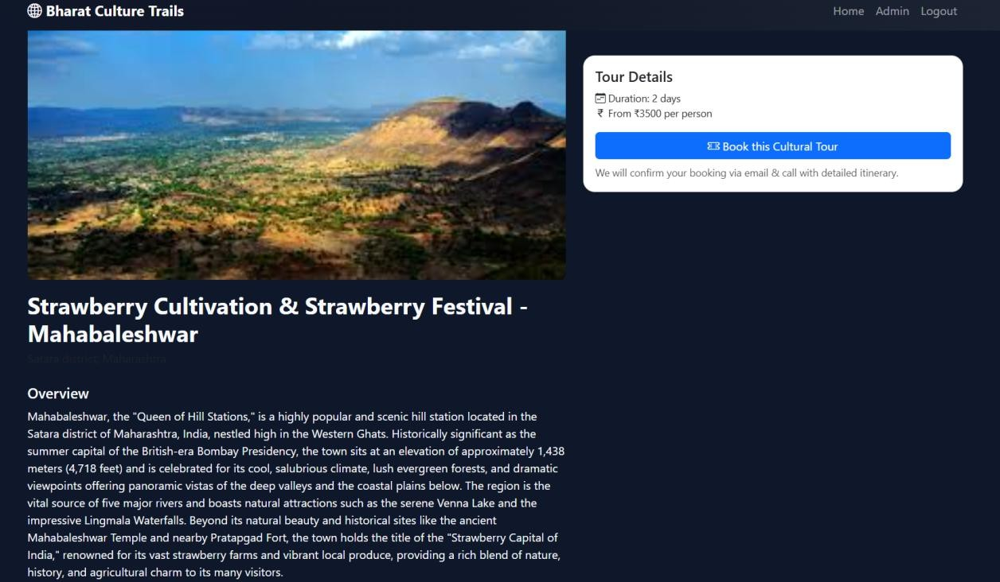 Bharat Culture Trails
Home Admin Logout
Tour Details
Duration: 2 days
₹ From ₹3500 per person
Book this Cultural Tour
We will confirm your booking via email & call with detailed itinerary.
Strawberry Cultivation & Strawberry Festival -
Mahabaleshwar
Satara district, Maharashtra
Overview
Mahabaleshwar, the "Queen of Hill Stations," is a highly popular and scenic hill station located in the
Satara district of Maharashtra, India, nestled high in the Western Ghats. Historically significant as the
summer capital of the British-era Bombay Presidency, the town sits at an elevation of approximately 1,438
meters (4,718 feet) and is celebrated for its cool, salubrious climate, lush evergreen forests, and dramatic
viewpoints offering panoramic vistas of the deep valleys and the coastal plains below. The region is the
vital source of five major rivers and boasts natural attractions such as the serene Venna Lake and the
impressive Lingmala Waterfalls. Beyond its natural beauty and historical sites like the ancient
Mahabaleshwar Temple and nearby Pratapgad Fort, the town holds the title of the "Strawberry Capital of
India," renowned for its vast strawberry farms and vibrant local produce, providing a rich blend of nature,
history, and agricultural charm to its many visitors.